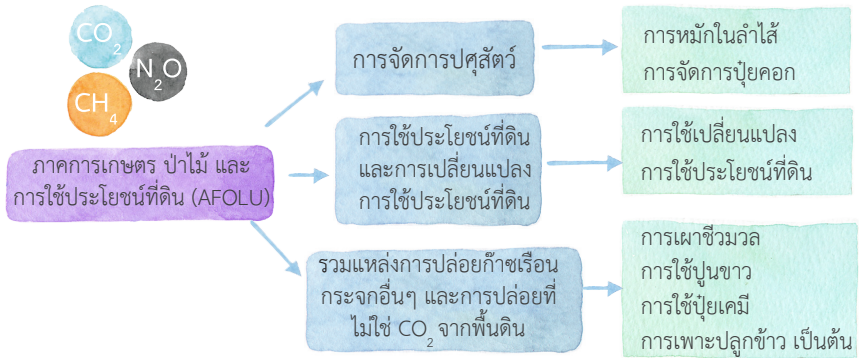 CO2
N2O
CH4
ภาคการเกษตร ป่าไม้ และ
การใช้ประโยชน์ที่ดิน (AFOLU)
การจัดการปศุสัตว์
การหมักในลำไส้
การจัดการปุ๋ยคอก
การใช้ประโยชน์ที่ดิน
และการเปลี่ยนแปลง
การใช้ประโยชน์ที่ดิน
การใช้เปลี่ยนแปลง
การใช้ประโยชน์ที่ดิน
รวมแหล่งการปล่อยก๊าซเรือน
กระจกอื่นๆ และการปล่อยที่
ไม่ใช่ CO2 จากพื้นดิน
การเผาชีวมวล
การใช้ปูนขาว
การใช้ปุ๋ยเคมี
การเพาะปลูกข้าว เป็นต้น